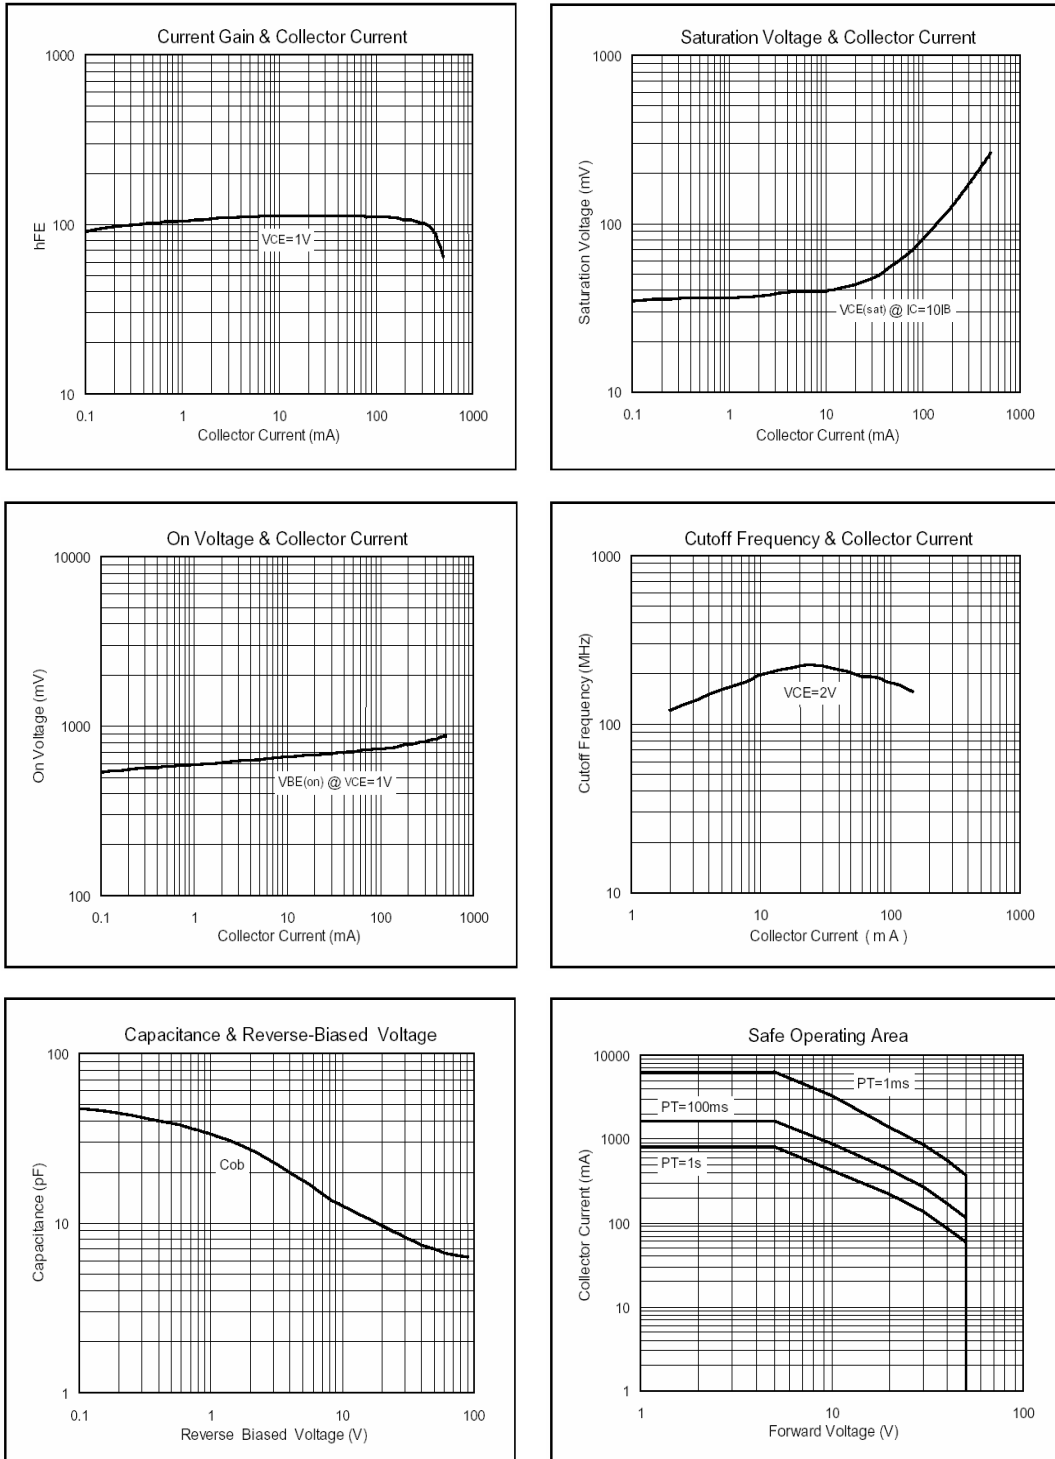 Current Gain & Collector Current
1000
100
10
hFE
VCE=1V
0.1 1 10 100 1000
Collector Current (mA)
Saturation Voltage & Collector Current
1000
100
10
Saturation Voltage (mV)
VCE(sat) @ IC=10IB
0.1 1 10 100 1000
Collector Current (mA)
On Voltage & Collector Current
10000
1000
100
On Voltage (mV)
VBE(on) @ VCE=1V
0.1 1 10 100 1000
Collector Current (mA)
Cutoff Frequency & Collector Current
1000
100
10
Cutoff Frequency (MHz)
VCE=2V
1 10 100 1000
Collector Current ( m A )
Capacitance & Reverse-Biased Voltage
100
10
1
Capacitance (pF)
Cob
0.1 1 10 100
Reverse Biased Voltage (V)
Safe Operating Area
10000
1000
100
10
1
Collector Current (mA)
PT=1ms
PT=100ms
PT=1s
1 10 100
Forward Voltage (V)